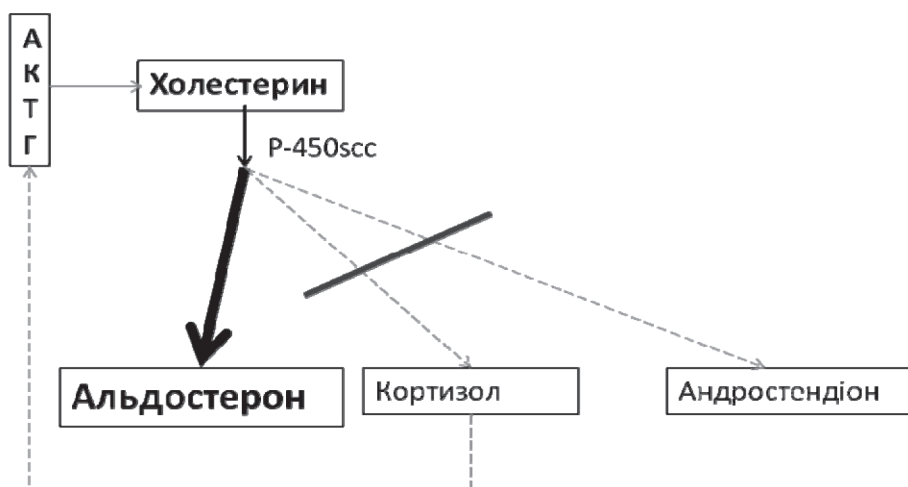 А
К
Т
Г
Холестерин
P-450scc
Альдостерон
Кортизол
Андростендіон